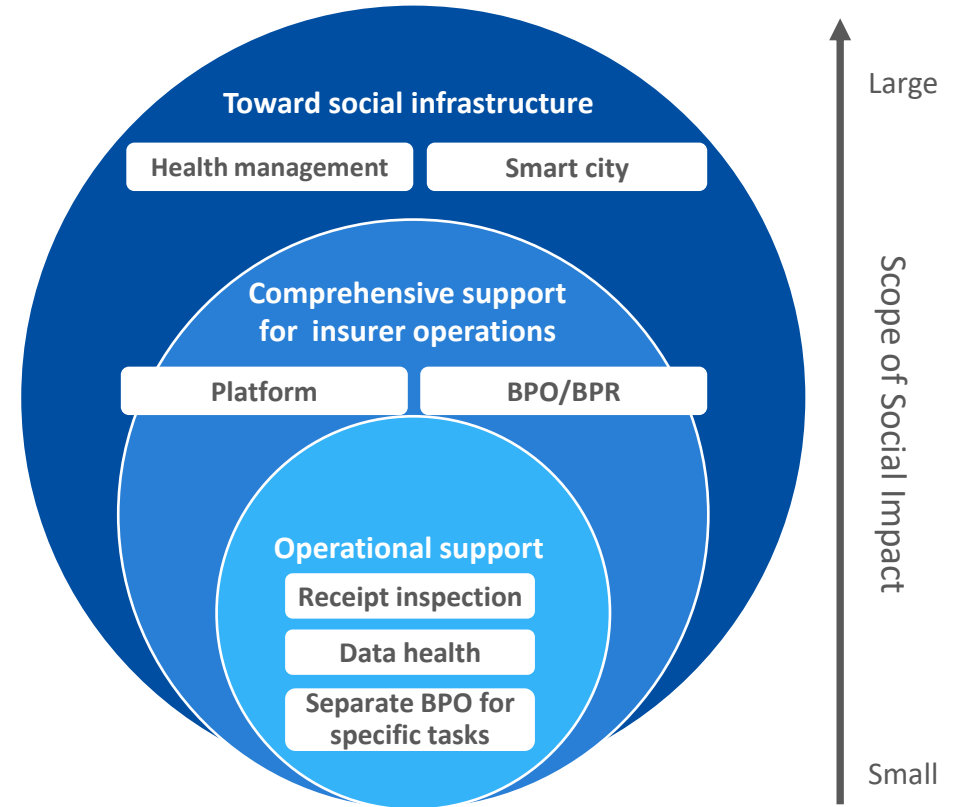 Toward social infrastructure
Health management
Smart city
Comprehensive support
for insurer operations
Platform
BPO/BPR
Operational support
Receipt inspection
Data health
Separate BPO for
specific tasks
Large
Scope of Social Impact
Small